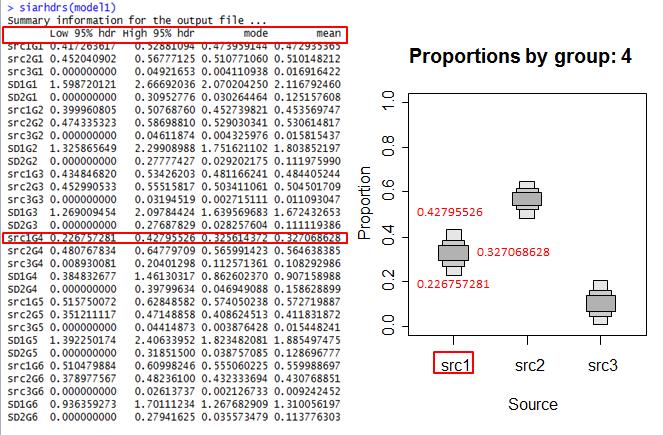 > siarhdrs(model1)
Summary information for the output file ...
Low 95% hdr High 95% hdr mode mean
src1G1 0.417263617 0.52881094 0.473959144 0.472935365
src2G1 0.452040902 0.56777125 0.510771060 0.510148212
src3G1 0.000000000 0.04921653 0.004110938 0.016916422
SD1G1 1.598720121 2.66692036 2.070204250 2.116792460
SD2G1 0.000000000 0.30952776 0.030264464 0.125157608
src1G2 0.399960805 0.50768760 0.452739821 0.453569747
src2G2 0.474335323 0.58698810 0.529030341 0.530614817
src3G2 0.000000000 0.04611874 0.004325976 0.015815437
SD1G2 1.325865649 2.29908988 1.751621102 1.803852197
SD2G2 0.000000000 0.27777427 0.029202175 0.111975990
src1G3 0.434846820 0.53426203 0.481166241 0.484405244
src2G3 0.452990533 0.55515817 0.503411061 0.504501709
src3G3 0.000000000 0.03194519 0.002715111 0.011093047
SD1G3 1.269009454 2.09784424 1.639569683 1.672432653
SD2G3 0.000000000 0.27687829 0.028257604 0.111119386
src1G4 0.226757281 0.42795526 0.325614372 0.327068628
src2G4 0.480767834 0.64779709 0.565991423 0.564638385
src3G4 0.008930081 0.20401298 0.112571361 0.108292986
SD1G4 0.384832677 1.46130317 0.862602370 0.907158988
SD2G4 0.000000000 0.39799634 0.046949088 0.158628899
src1G5 0.515750072 0.62848582 0.574050238 0.572719887
src2G5 0.351211117 0.47148858 0.408624513 0.411831872
src3G5 0.000000000 0.04414873 0.003876428 0.015448241
SD1G5 1.392250174 2.40633952 1.823482081 1.885497475
SD2G5 0.000000000 0.31851500 0.038757085 0.128696777
src1G6 0.510479884 0.60998246 0.555060225 0.559988697
src2G6 0.378977567 0.48236100 0.432333694 0.430768851
src3G6 0.000000000 0.02613737 0.002126733 0.009242452
SD1G6 0.936359273 1.70111234 1.267682909 1.310056197
SD2G6 0.000000000 0.27941625 0.035573479 0.113776303
Proportions by group: 4
Proportion
1.0
0.8
0.6
0.4
0.2
0.0
0.42795526
0.327068628
0.226757281
src1 src2 src3
Source